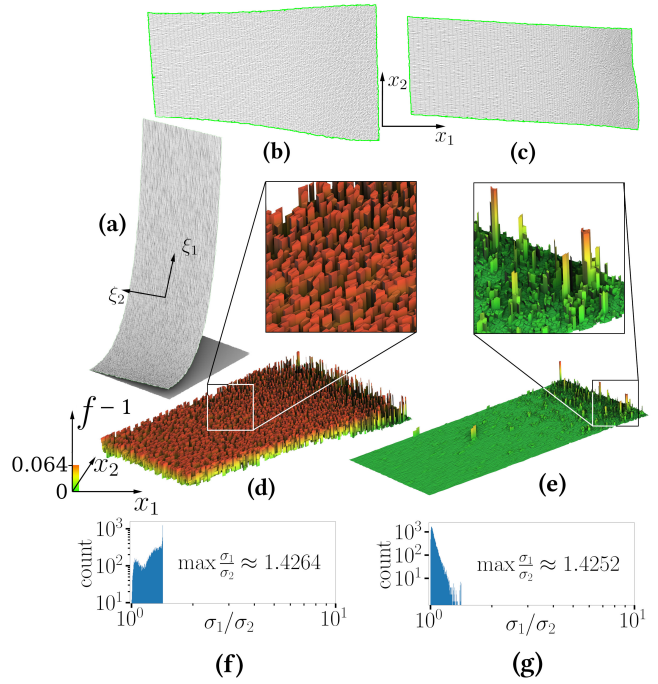 x₂
x₁
(b)
(c)
(a)
ξ₁
ξ₂
f − 1
0.064
x₂
0
x₁
(d)
(e)
count
10³
10²
10¹
max σ₁/σ₂ ≈ 1.4264
10⁰
10¹
σ₁/σ₂
(f)
count
10³
10²
10¹
max σ₁/σ₂ ≈ 1.4252
10⁰
10¹
σ₁/σ₂
(g)